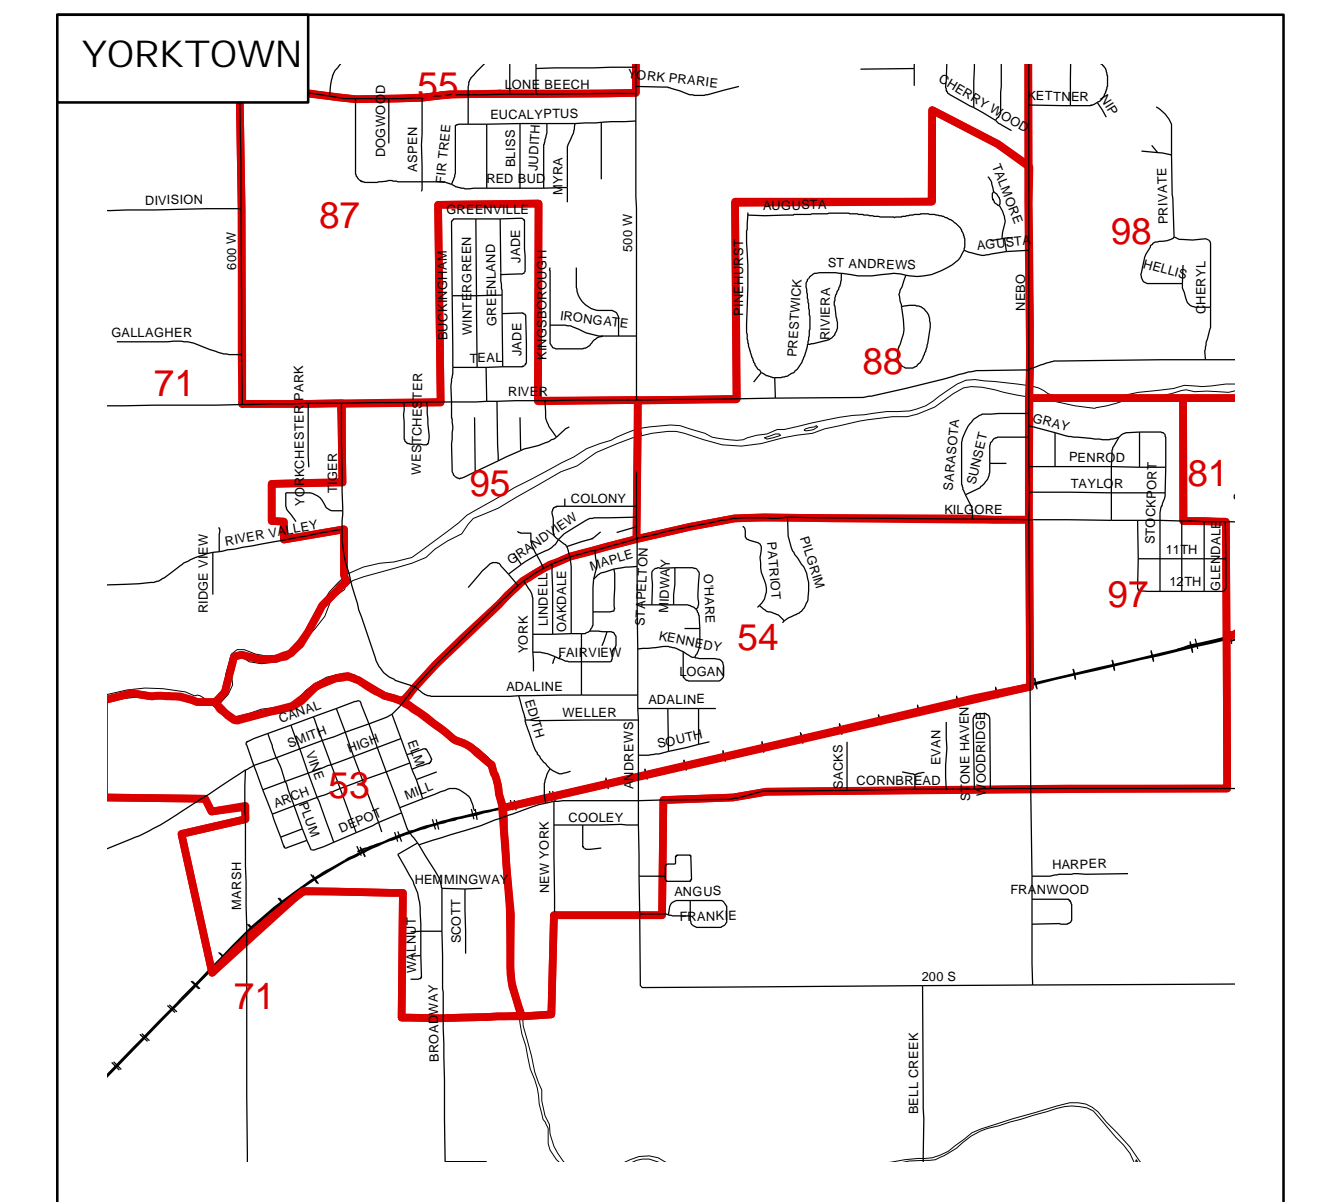 YORKTOWN
55
LONE BEECH
YORK PRARIE
CHERRY WOOD
KETTNER
NIP
DOGWOOD
ASPEN
FIR TREE
EUCALYPTUS
BLISS
JUDITH
MYRA
RED BUD
DIVISION
87
GREENVILLE
600 W
500 W
BUCKINGHAM
WINTERGREEN
GREENLAND
JADE
JADE
KINGSBOROUGH
IRONGATE
TEAL
GALLAGHER
71
AUGUSTA
TALMORE
AGUSTA
PINEHURST
ST ANDREWS
PRESTWICK
RIVIERA
NEBO
88
PRIVATE
98
HELLIS
CHERYL
RIVER
YORKCHESTER PARK
TIGER
WESTCHESTER
95
COLONY
GRANDVIEW
RIVER VALLEY
RIDGE VIEW
SARASOTA
SUNSET
GRAY
PENROD
TAYLOR
KILGORE
STOCKPORT
81
11TH
12TH
GLENDALE
97
MAPLE
STAPELTON
MIDWAY
O'HARE
PATRIOT
PILGRIM
LINDELL
OAKDALE
YORK
FAIRVIEW
KENNEDY
LOGAN
54
ADALINE
ADALINE
EDITH
WELLER
SOUTH
ANDREWS
CANAL
SMITH
HIGH
VINE
ELM
53
ARCH
PLUM
DEPOT
MILL
SACKS
EVAN
STONE HAVEN
WOODRIDGE
CORNBREAD
COOLEY
NEW YORK
MARSH
HEMMINGWAY
WALNUT
SCOTT
ANGUS
FRANKIE
HARPER
FRANWOOD
71
BROADWAY
200 S
BELL CREEK